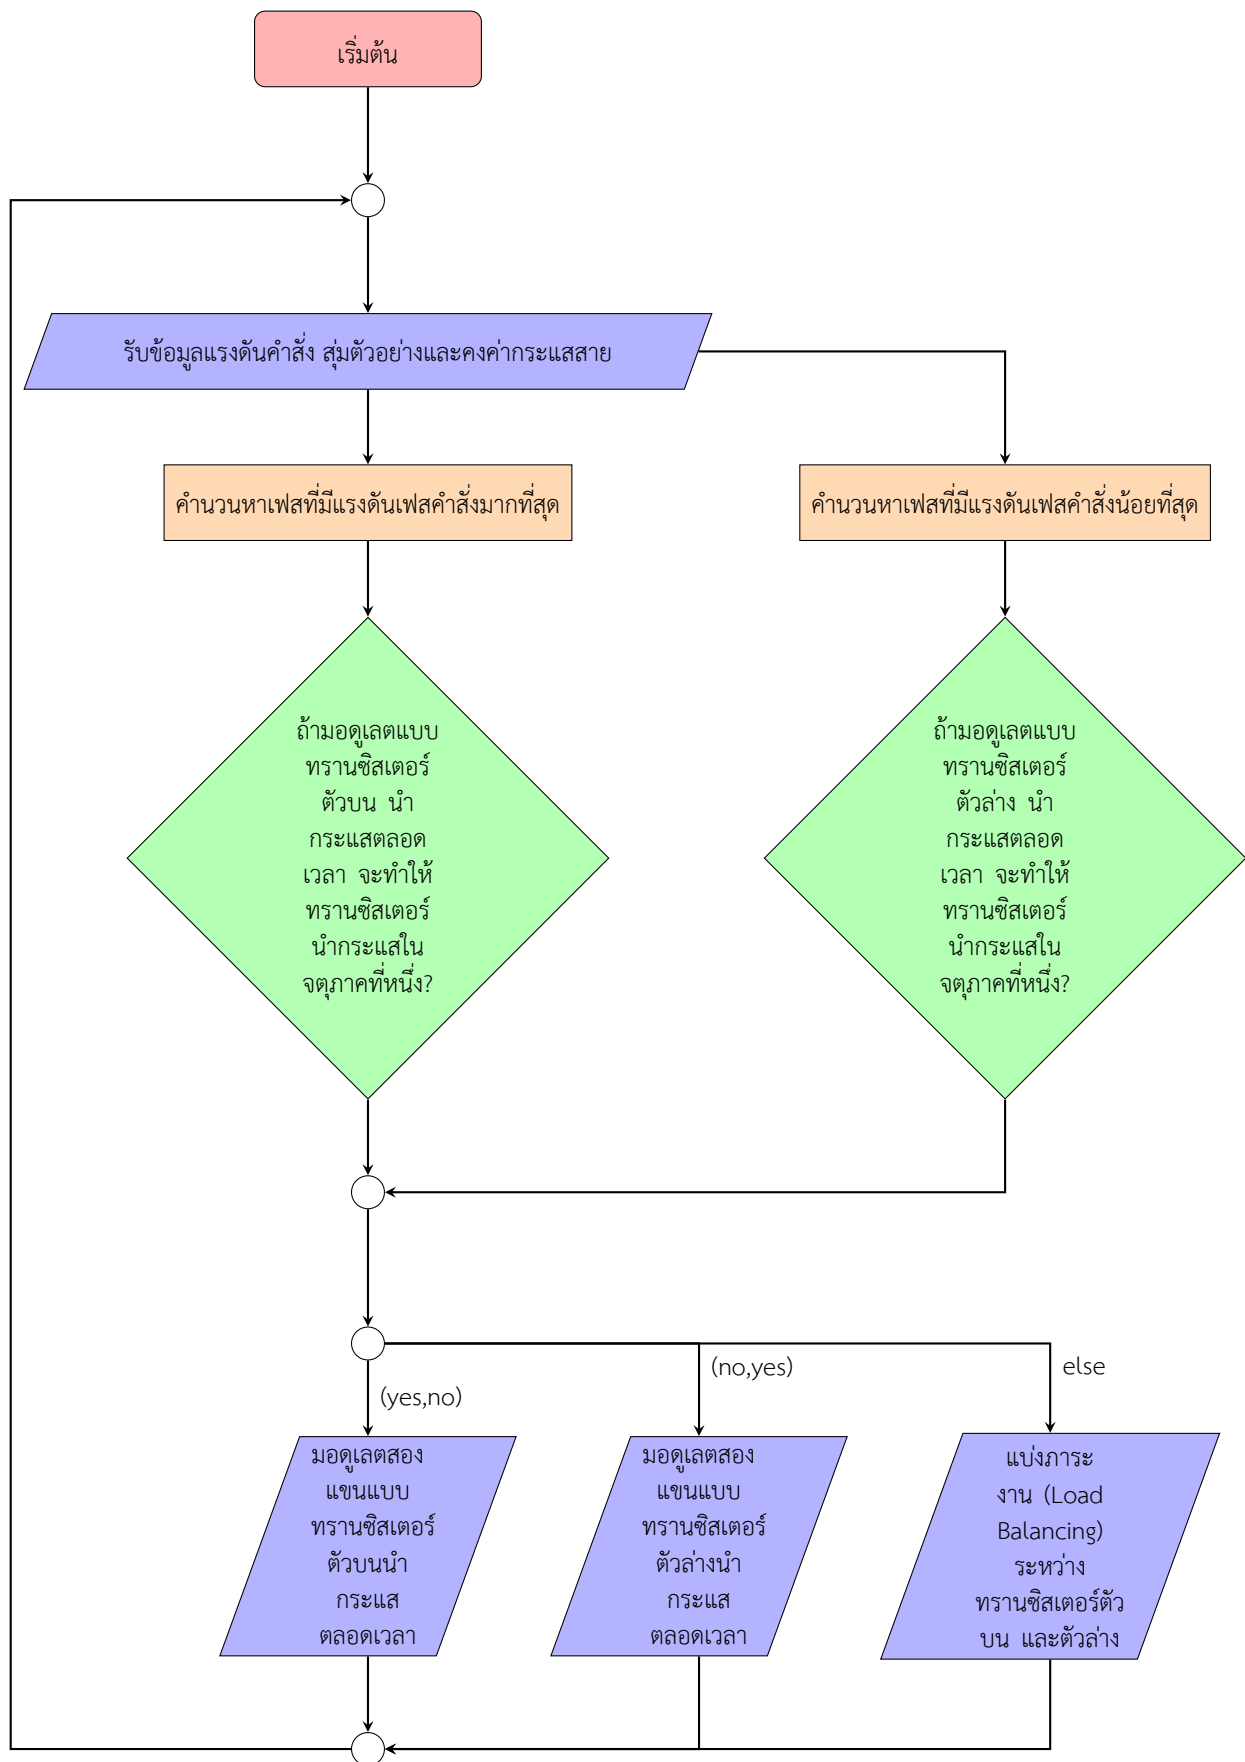 เริ่มต้น
รับข้อมูลแรงดันคำสั่ง สุ่มตัวอย่างและคงค่ากระแสสาย
คำนวนหาเฟสที่มีแรงดันเฟสคำสั่งมากที่สุด
คำนวนหาเฟสที่มีแรงดันเฟสคำสั่งน้อยที่สุด
ถ้ามอดูเลตแบบ
ทรานซิสเตอร์
ตัวบน นำ
กระแสตลอด
เวลา จะทำให้
ทรานซิสเตอร์
นำกระแสใน
จตุภาคที่หนึ่ง?
ถ้ามอดูเลตแบบ
ทรานซิสเตอร์
ตัวล่าง นำ
กระแสตลอด
เวลา จะทำให้
ทรานซิสเตอร์
นำกระแสใน
จตุภาคที่หนึ่ง?
(yes,no)
(no,yes)
else
มอดูเลตสอง
แขนแบบ
ทรานซิสเตอร์
ตัวบนนำ
กระแส
ตลอดเวลา
มอดูเลตสอง
แขนแบบ
ทรานซิสเตอร์
ตัวล่างนำ
กระแส
ตลอดเวลา
แบ่งภาระ
งาน (Load
Balancing)
ระหว่าง
ทรานซิสเตอร์ตัว
บน และตัวล่าง